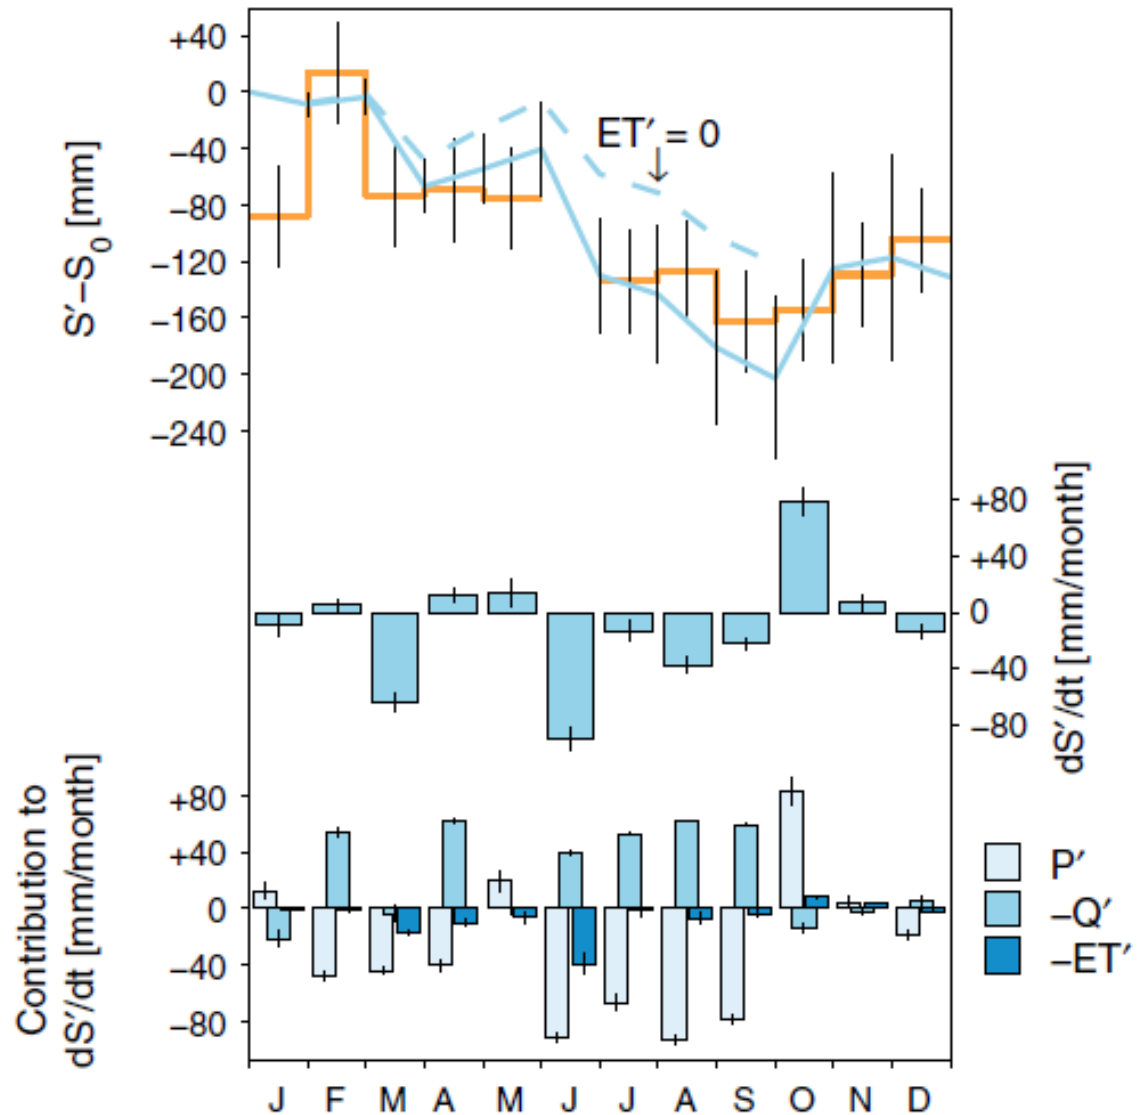 +40
0
−40
−80
−120
−160
−200
−240
S′−S0 [mm]
ET′ = 0
+80
+40
0
−40
−80
dS′/dt [mm/month]
+80
+40
0
−40
−80
Contribution to
dS′/dt [mm/month]
P′
−Q′
−ET′
J F M A M J J A S O N D